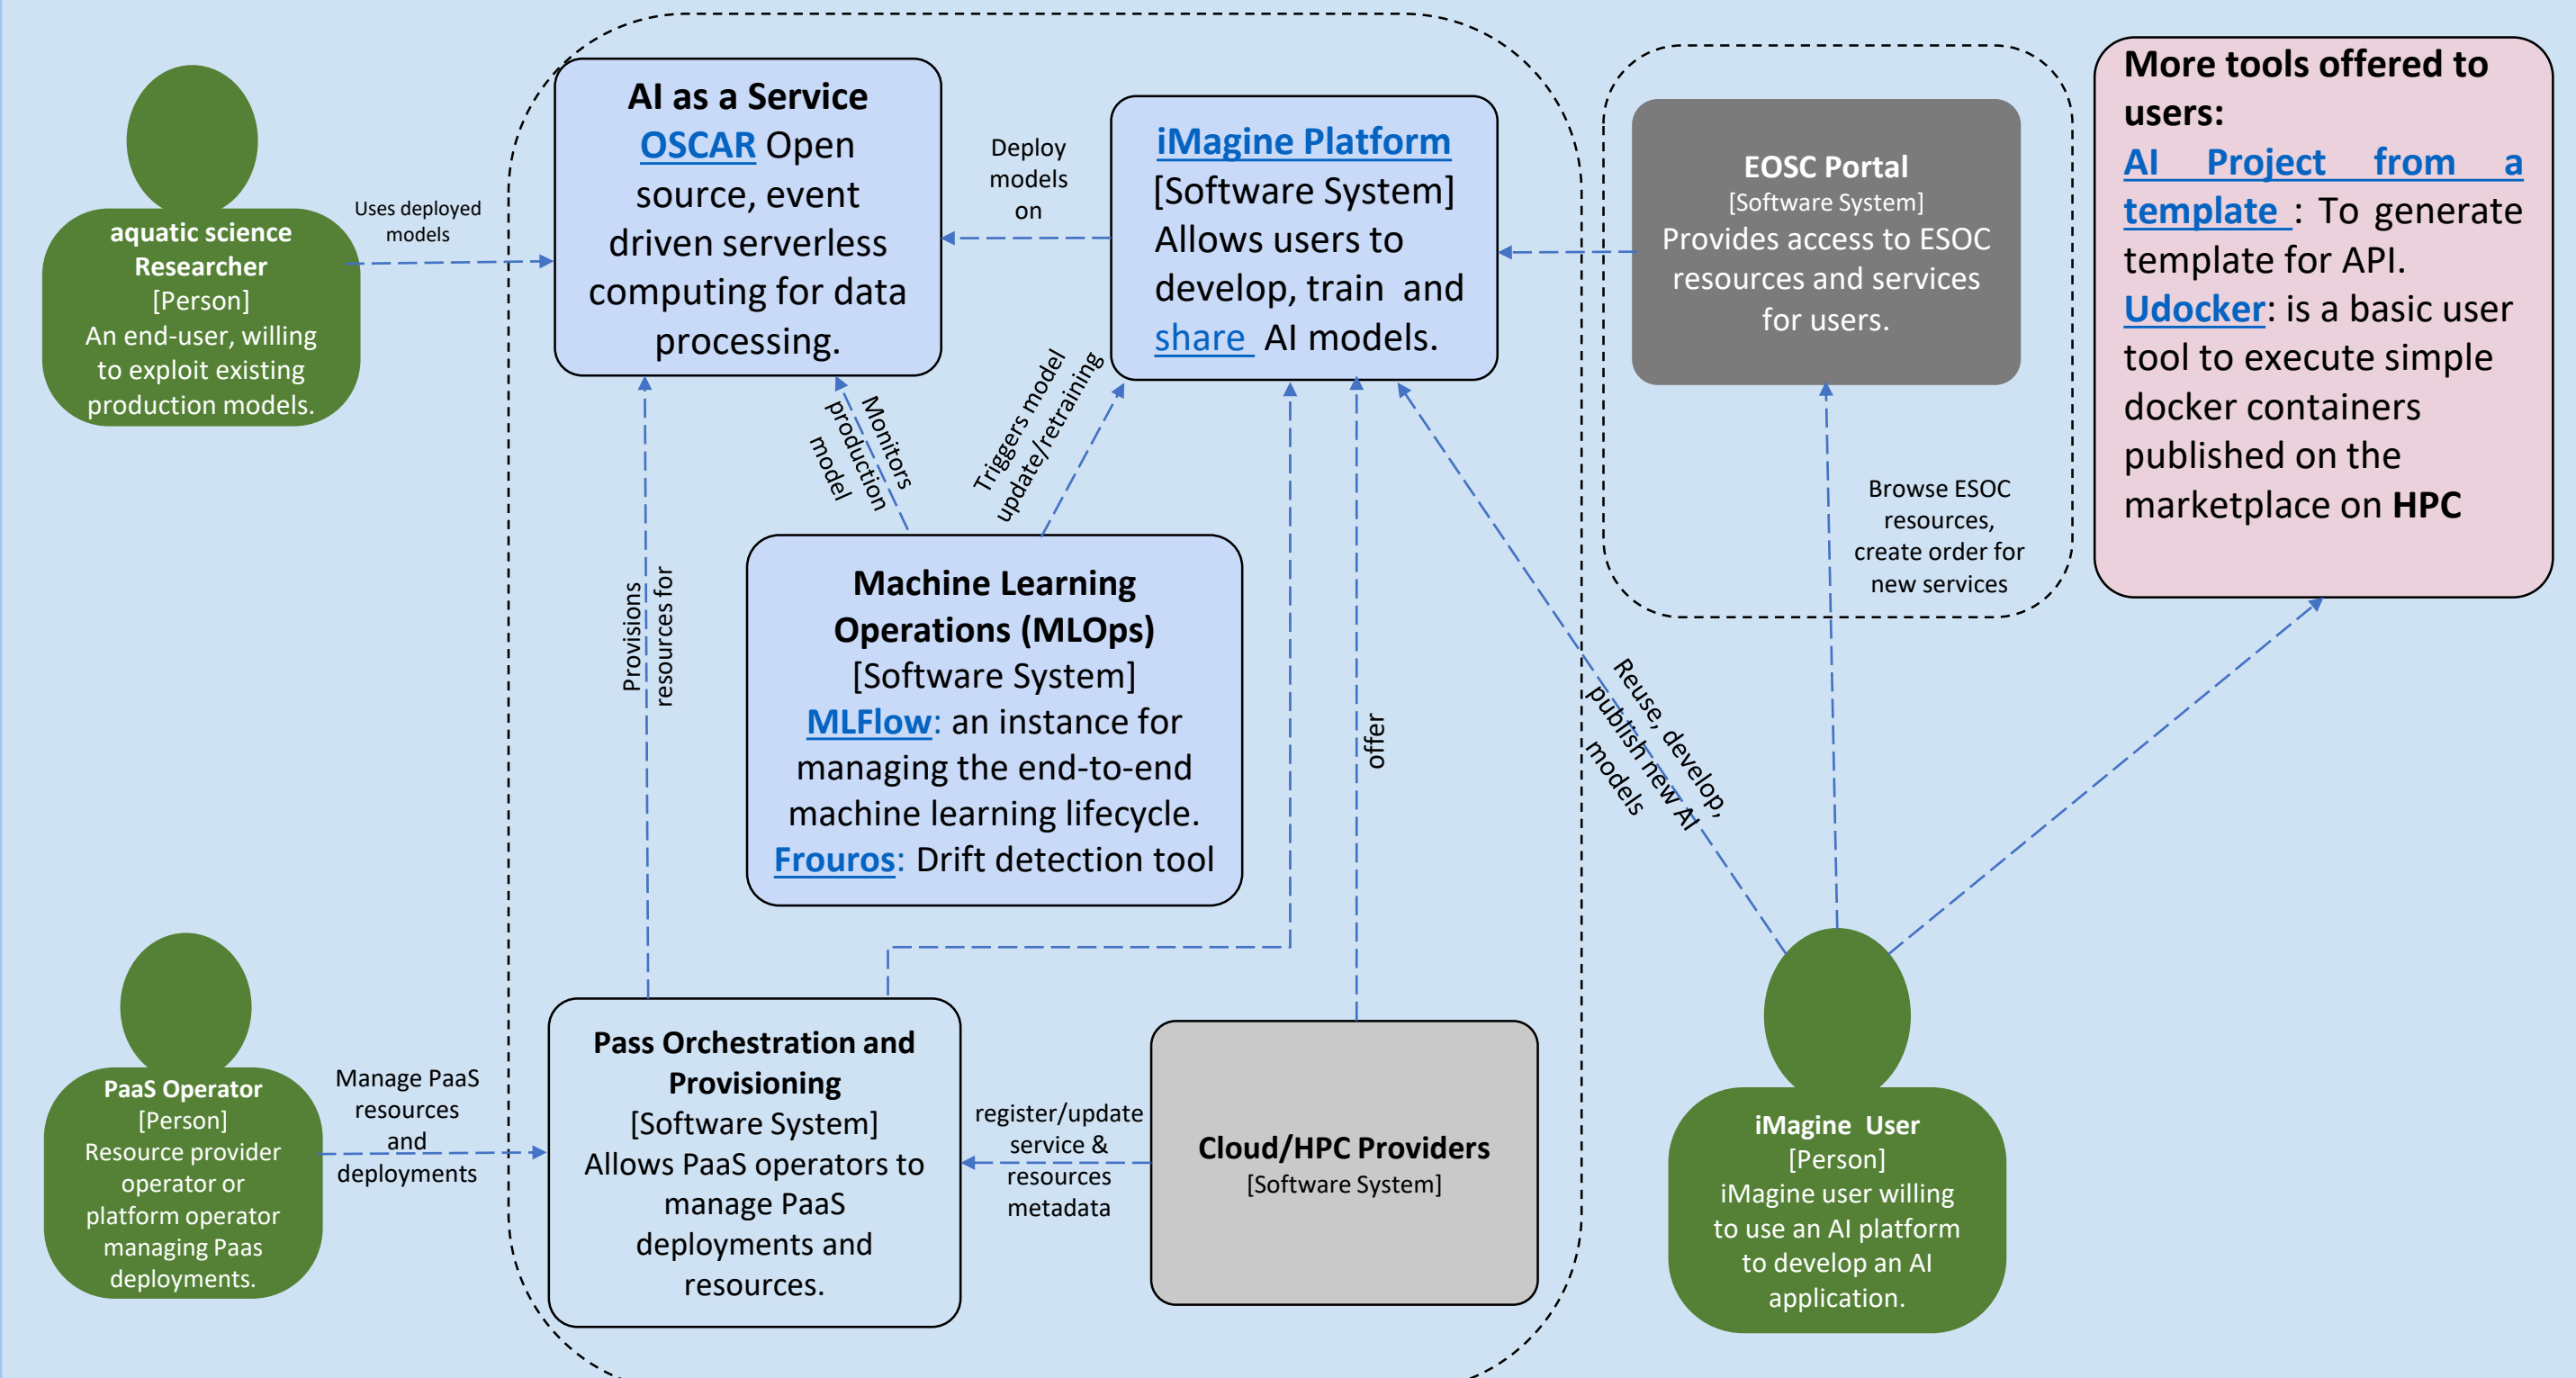 aquatic science
Researcher
[Person]
An end-user, willing
to exploit existing
production models.
Uses deployed
models
AI as a Service
OSCAR Open
source, event
driven serverless
computing for data
processing.
Deploy
models
on
iMagine Platform
[Software System]
Allows users to
develop, train and
share AI models.
EOSC Portal
[Software System]
Provides access to ESOC
resources and services
for users.
More tools offered to
users:
AI Project from a
template : To generate
template for API.
Udocker: is a basic user
tool to execute simple
docker containers
published on the
marketplace on HPC
Monitors
production
model
Triggers model
update/retraining
Browse ESOC
resources,
create order for
new services
Machine Learning
Operations (MLOps)
[Software System]
MLFlow: an instance for
managing the end-to-end
machine learning lifecycle.
Frouros: Drift detection tool
Provisions
resources for
offer
Reuse, develop,
publish new AI
models
PaaS Operator
[Person]
Resource provider
operator or
platform operator
managing Paas
deployments.
Manage PaaS
resources
and
deployments
Pass Orchestration and
Provisioning
[Software System]
Allows PaaS operators to
manage PaaS
deployments and
resources.
register/update
service &
resources
metadata
Cloud/HPC Providers
[Software System]
iMagine User
[Person]
iMagine user willing
to use an AI platform
to develop an AI
application.